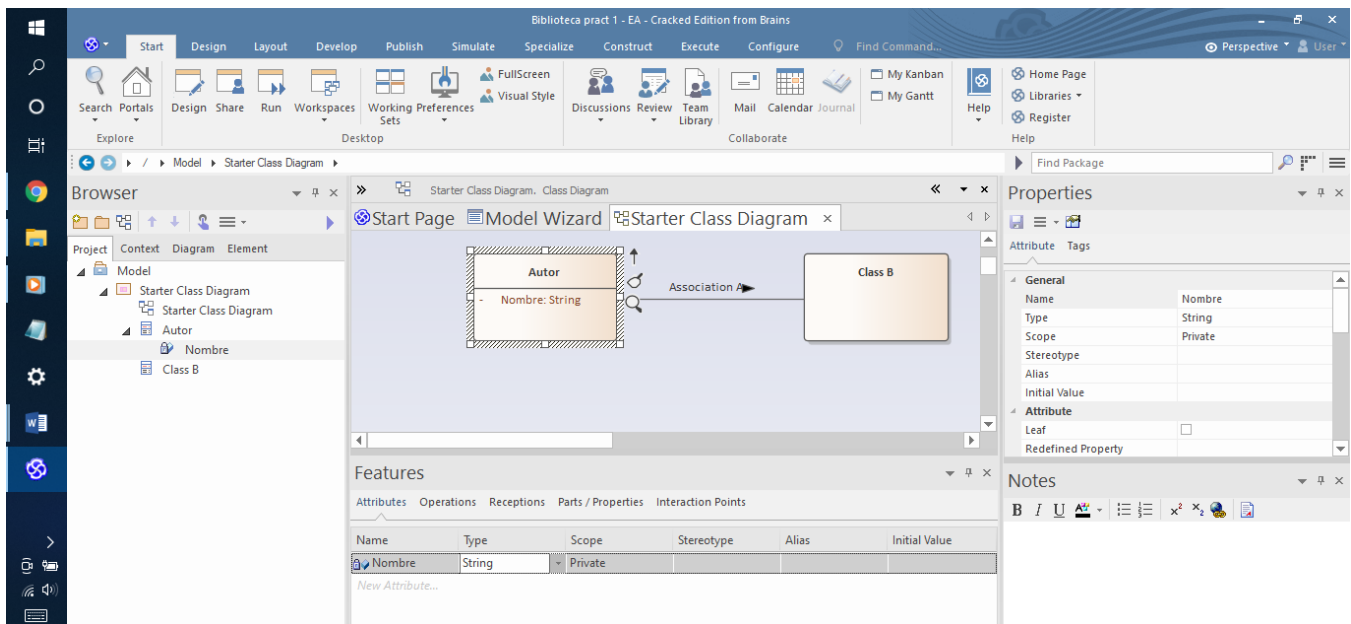 Biblioteca pract 1 - EA - Cracked Edition from Brains
Start Design Layout Develop Publish Simulate Specialize Construct Execute Configure Find Command... Perspective User
Search Portals Design Share Run Workspaces Working Sets Preferences FullScreen Visual Style Discussions Review Team Library Mail Calendar Journal My Kanban My Gantt Help Home Page Libraries Register
Explore Desktop Collaborate Help
/ Model Starter Class Diagram Find Package
Browser
Project Context Diagram Element
Model
Starter Class Diagram
Starter Class Diagram
Autor
Nombre
Class B
Starter Class Diagram. Class Diagram
Start Page Model Wizard Starter Class Diagram ×
Autor
- Nombre: String
Association A
Class B
Features
Attributes Operations Receptions Parts / Properties Interaction Points
Name Type Scope Stereotype Alias Initial Value
Nombre String Private
New Attribute...
Properties
Attribute Tags
General
Name Nombre
Type String
Scope Private
Stereotype
Alias
Initial Value
Attribute
Leaf
Redefined Property
Notes
B I U A x² x₂